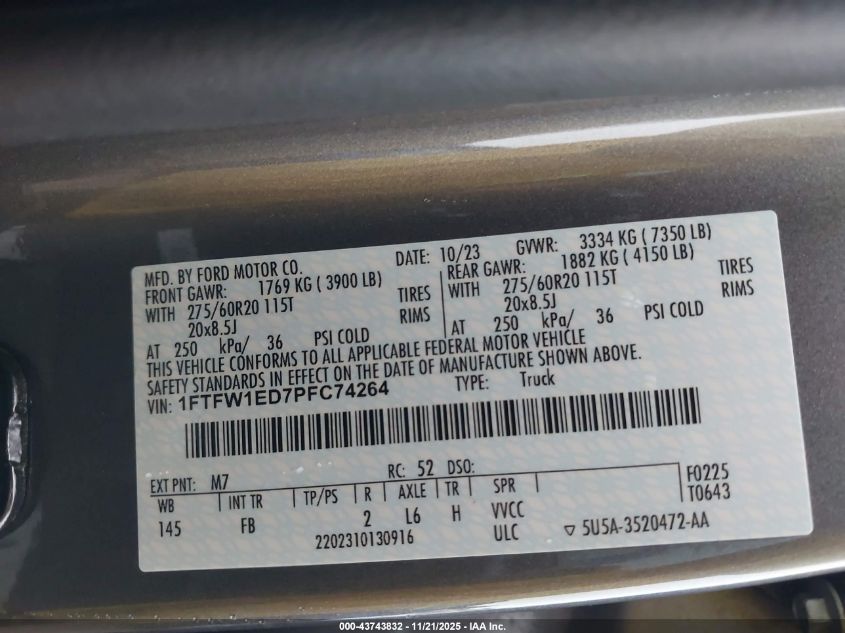 MFD. BY FORD MOTOR CO. DATE: 10/23 GVWR: 3334 KG ( 7350 LB)
FRONT GAWR: 1769 KG ( 3900 LB) REAR GAWR: 1882 KG ( 4150 LB)
WITH 275/60R20 115T TIRES WITH 275/60R20 115T TIRES
20x8.5J RIMS 20x8.5J RIMS
AT 250 kPa/ 36 PSI COLD AT 250 kPa/ 36 PSI COLD
THIS VEHICLE CONFORMS TO ALL APPLICABLE FEDERAL MOTOR VEHICLE
SAFETY STANDARDS IN EFFECT ON THE DATE OF MANUFACTURE SHOWN ABOVE.
VIN: 1FTFW1ED7PFC74264 TYPE: Truck
EXT PNT: M7 RC: 52 DSO:
WB INT TR TP/PS R AXLE TR SPR F0225
145 FB 2 L6 H VVCC T0643
2202310130916 ULC ▽ 5U5A-3520472-AA
000-43743832 - 11/21/2025 - IAA Inc.